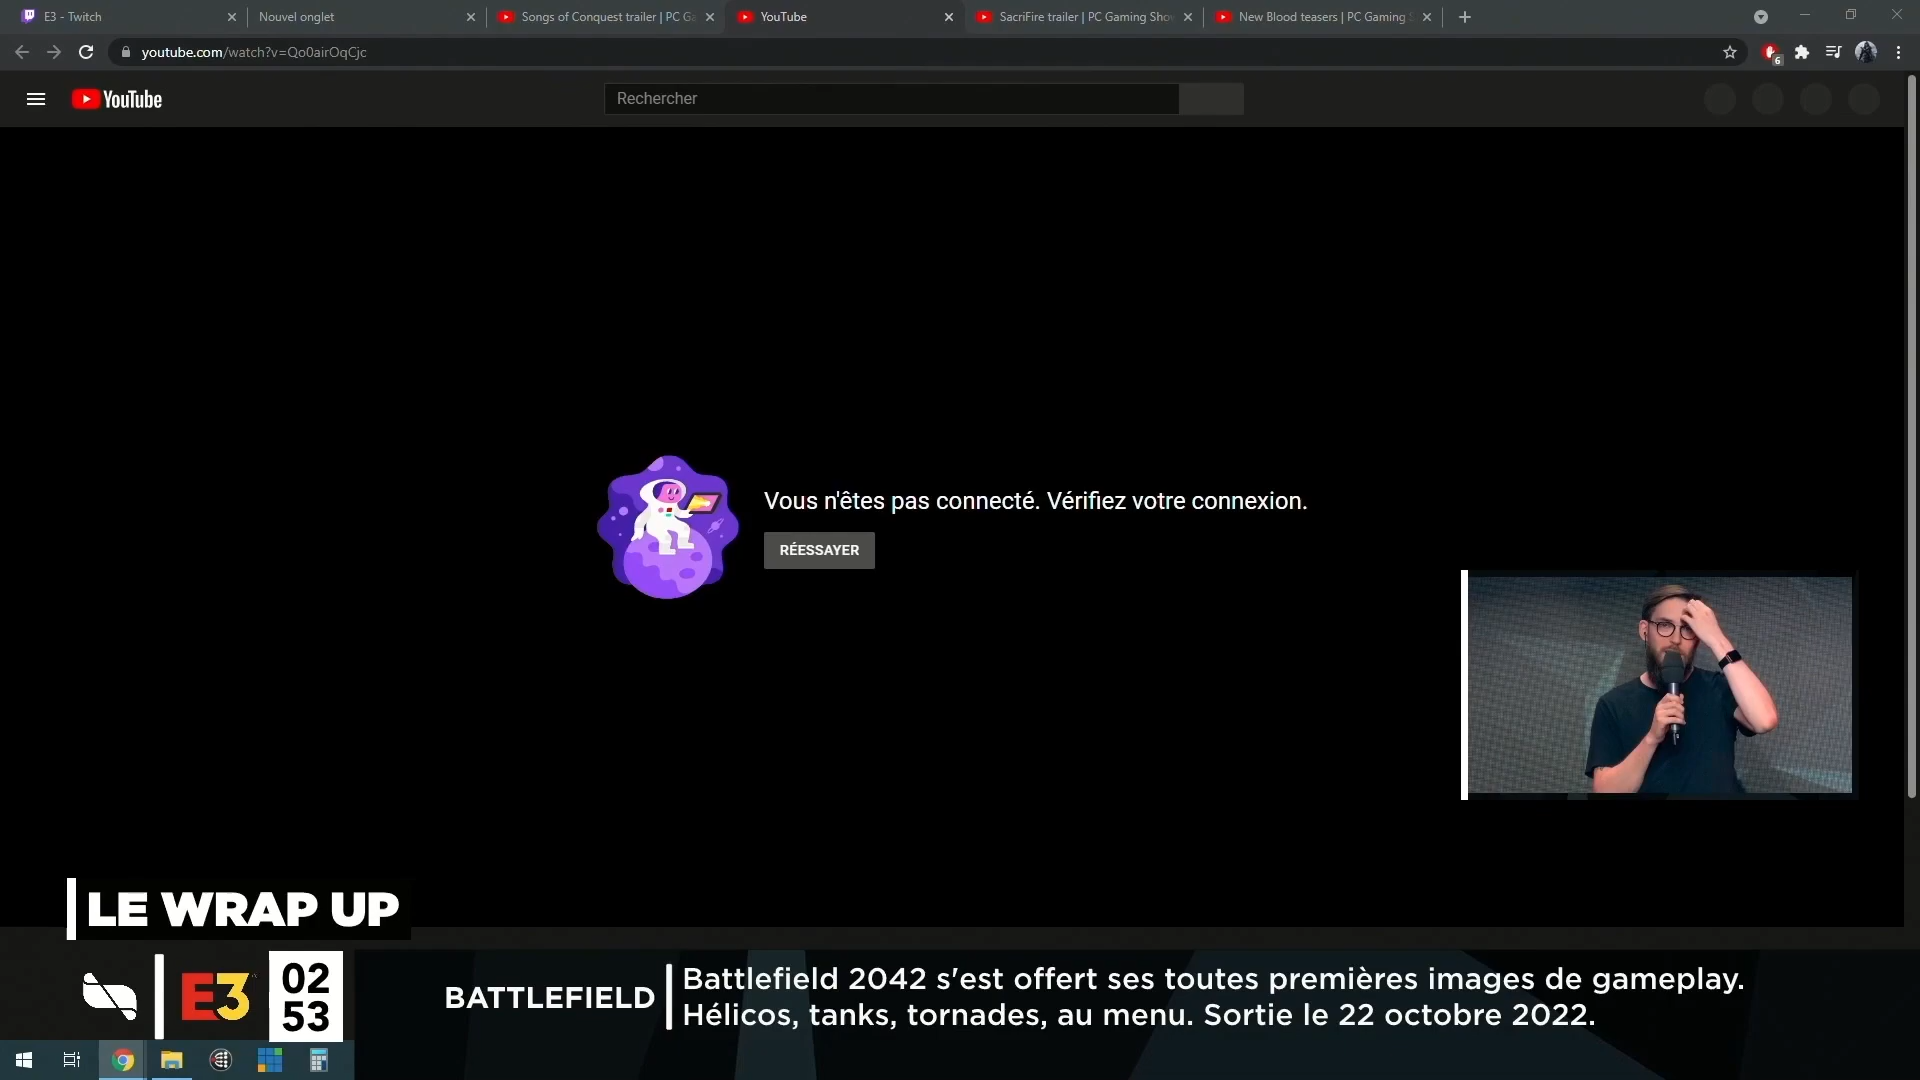 E3 - Twitch
Nouvel onglet
Songs of Conquest trailer | PC Ga
YouTube
SacriFire trailer | PC Gaming Sho
New Blood teasers | PC Gaming S
youtube.com/watch?v=Qo0airOqCjc
6
YouTube
Rechercher
Vous n'êtes pas connecté. Vérifiez votre connexion.
RÉESSAYER
LE WRAP UP
E3
02
53
BATTLEFIELD
Battlefield 2042 s'est offert ses toutes premières images de gameplay.
Hélicos, tanks, tornades, au menu. Sortie le 22 octobre 2022.